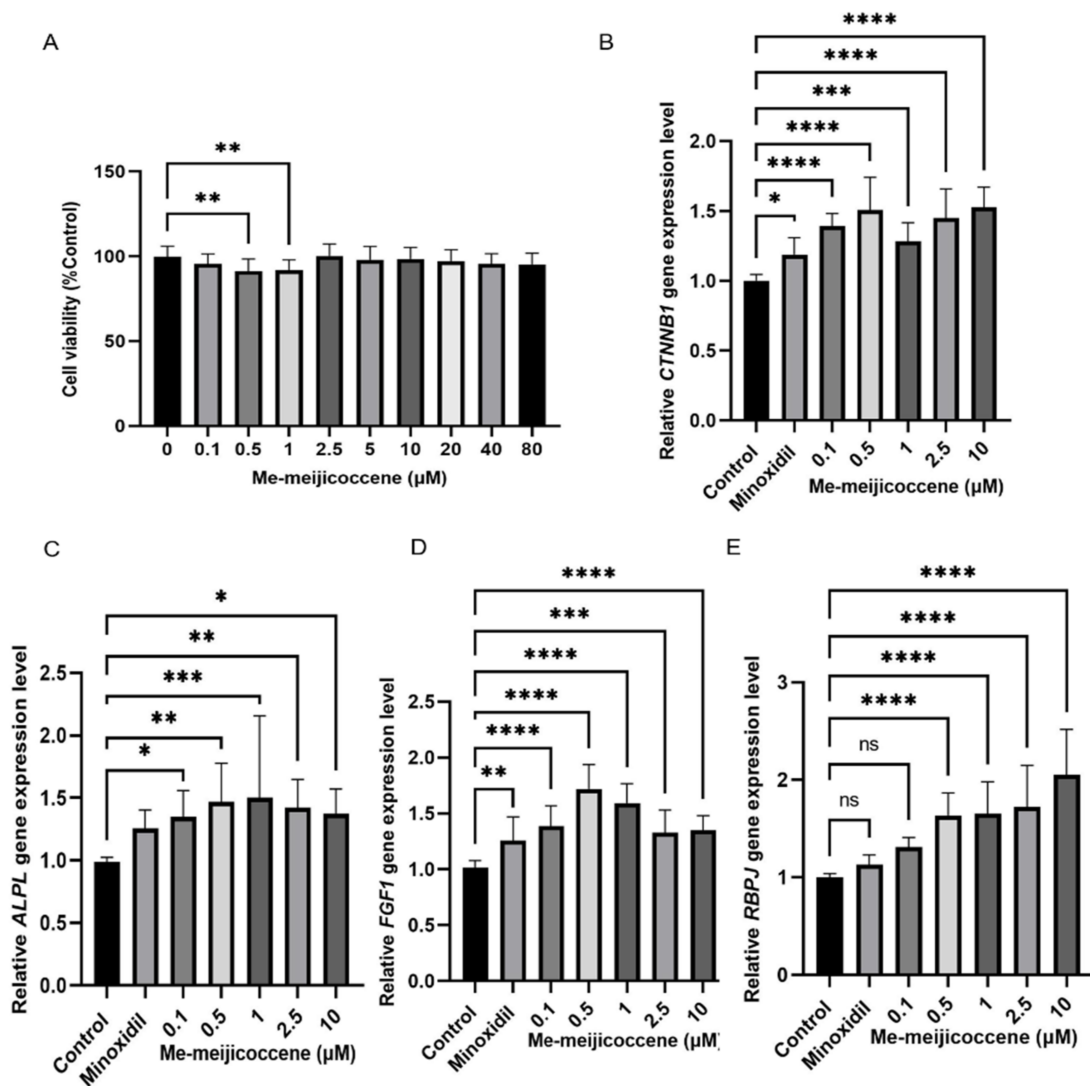 A
**
**
150
100
50
0
Cell viability (%Control)
0 0.1 0.5 1 2.5 5 10 20 40 80
Me-meijicoccene (μM)
B
****
****
***
****
****
*
2.0
1.5
1.0
0.5
0.0
Relative CTNNB1 gene expression level
Control Minoxidil 0.1 0.5 1 2.5 10
Me-meijicoccene (μM)
C
*
**
***
**
*
2.5
2.0
1.5
1.0
0.5
0.0
Relative ALPL gene expression level
Control Minoxidil 0.1 0.5 1 2.5 10
Me-meijicoccene (μM)
D
****
***
****
****
****
**
2.5
2.0
1.5
1.0
0.5
0.0
Relative FGF1 gene expression level
Control Minoxidil 0.1 0.5 1 2.5 10
Me-meijicoccene (μM)
E
****
****
****
****
ns
ns
3
2
1
0
Relative RBPJ gene expression level
Control Minoxidil 0.1 0.5 1 2.5 10
Me-meijicoccene (μM)